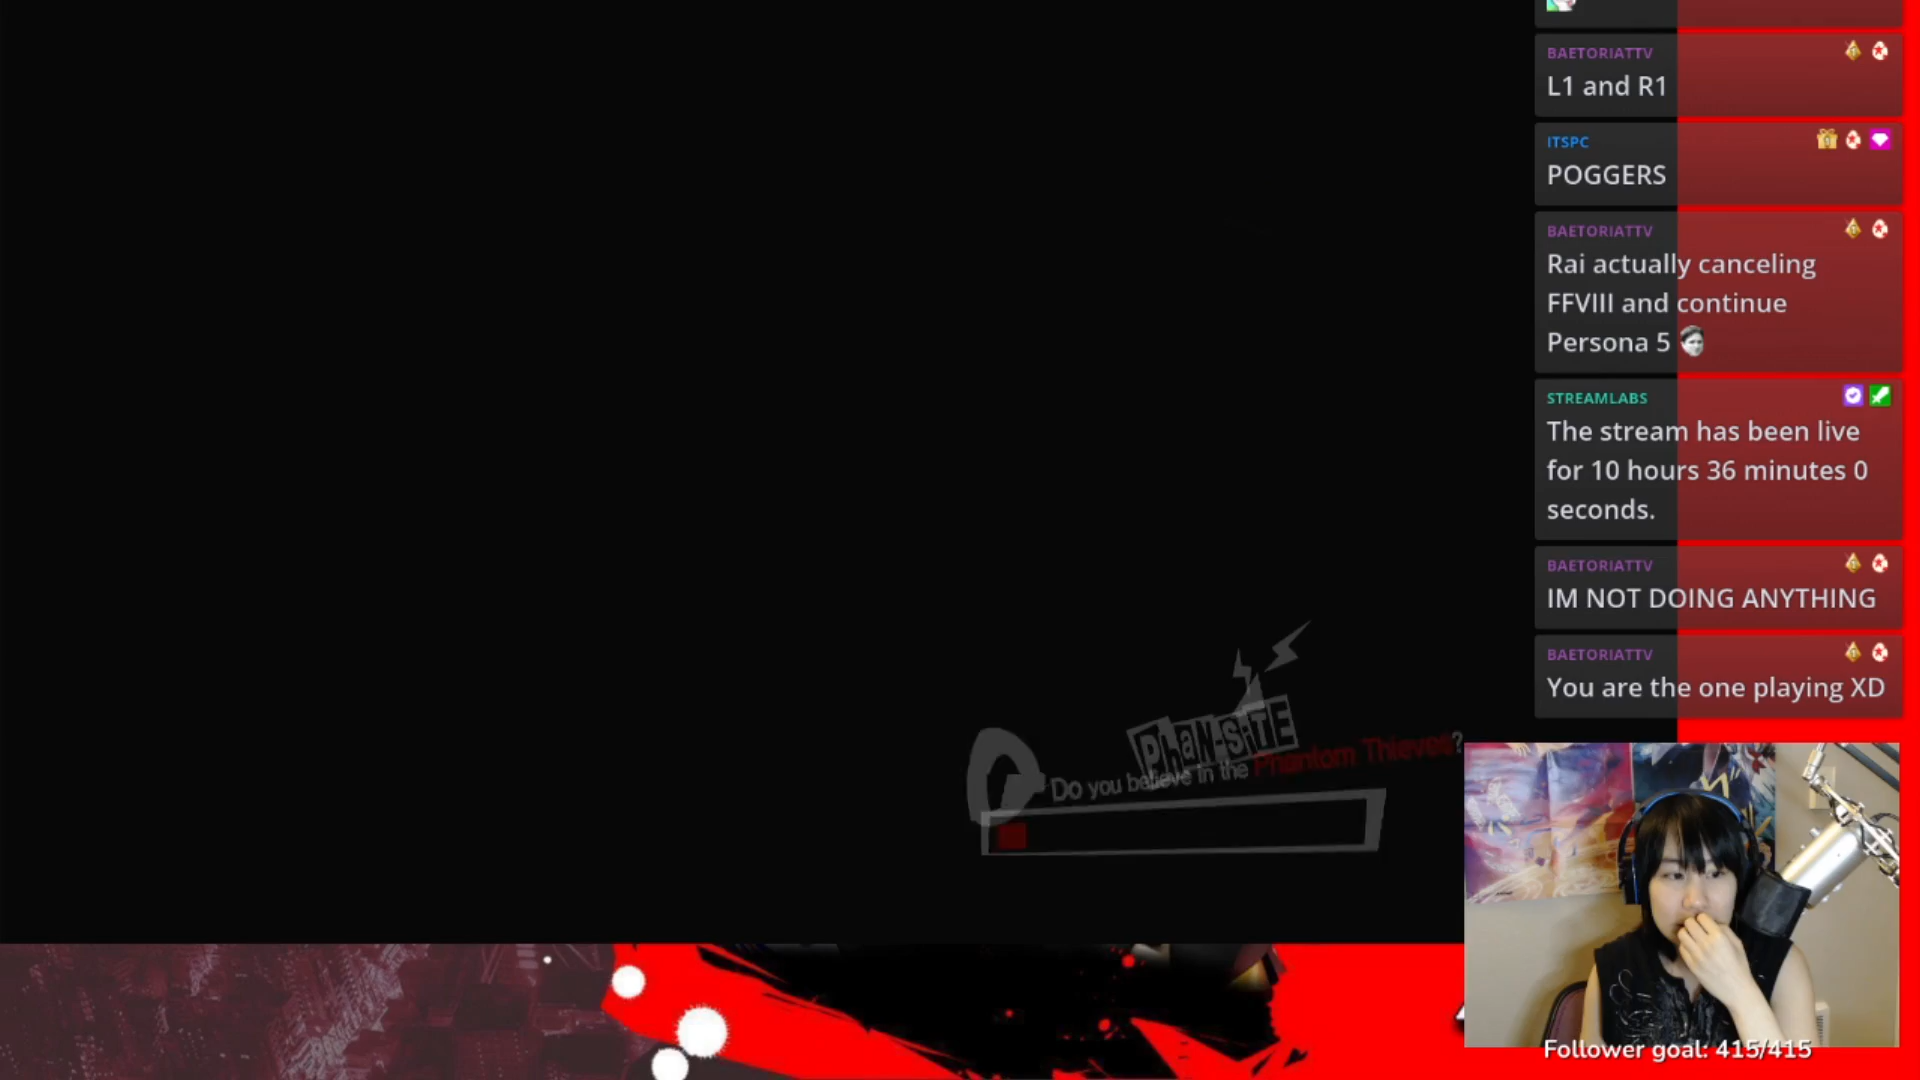 BAETORIATTV
L1 and R1
ITSPC
POGGERS
BAETORIATTV
Rai actually canceling
FFVIII and continue
Persona 5
STREAMLABS
The stream has been live
for 10 hours 36 minutes 0
seconds.
BAETORIATTV
IM NOT DOING ANYTHING
BAETORIATTV
You are the one playing XD
PhaN-SiTE
Do you believe in the Phantom Thieves?
Follower goal: 415/415